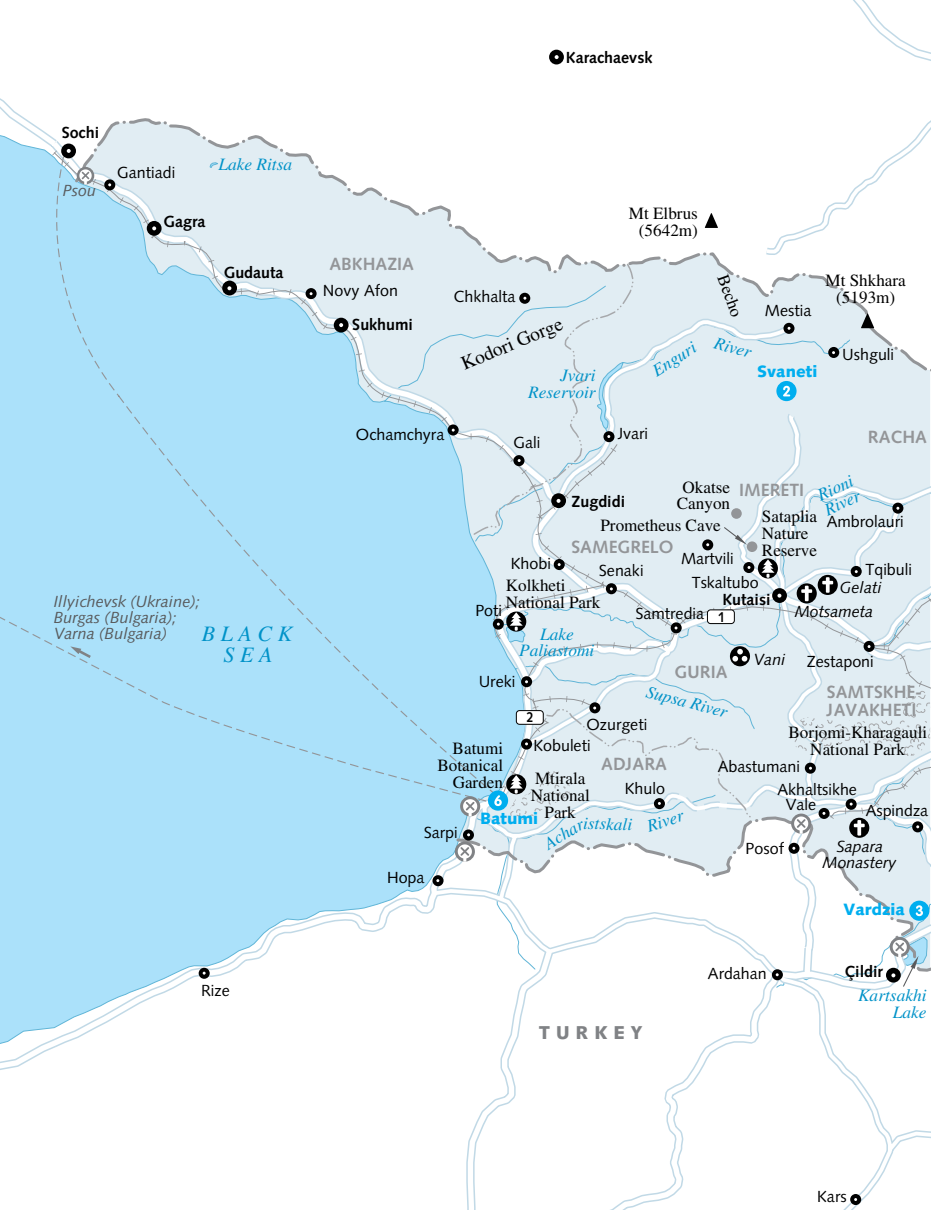 Karachaevsk
Sochi
Psou
Gantiadi
Lake Ritsa
Gagra
Mt Elbrus
(5642m)
ABKHAZIA
Gudauta
Novy Afon
Chkhalta
Becho
Mt Shkhara
(5193m)
Mestia
Sukhumi
Kodori Gorge
Enguri
River
Ushguli
Svaneti
2
Jvari
Reservoir
Ochamchyra
Gali
Jvari
RACHA
Zugdidi
Okatse
Canyon
IMERETI
Rioni
River
Ambrolauri
Prometheus Cave
Sataplia
Nature
Reserve
SAMEGRELO
Martvili
Khobi
Senaki
Tskaltubo
Tqibuli
Kutaisi
Gelati
Motsameta
Kolkheti
National Park
Poti
Samtredia
1
Illyichevsk (Ukraine);
Burgas (Bulgaria);
Varna (Bulgaria)
BLACK
SEA
Lake
Paliastomi
Vani
Zestaponi
Ureki
GURIA
Supsa River
SAMTSKHE-
JAVAKHETI
2
Ozurgeti
Borjomi-Kharagauli
National Park
Kobuleti
Batumi
Botanical
Garden
ADJARA
Abastumani
Mtirala
National
Park
Khulo
Akhaltsikhe
Vale
Aspindza
6
Batumi
Acharistskali
River
Sarpi
Posof
Sapara
Monastery
Hopa
Vardzia
3
Rize
Ardahan
Çildir
Kartsakhi
Lake
TURKEY
Kars